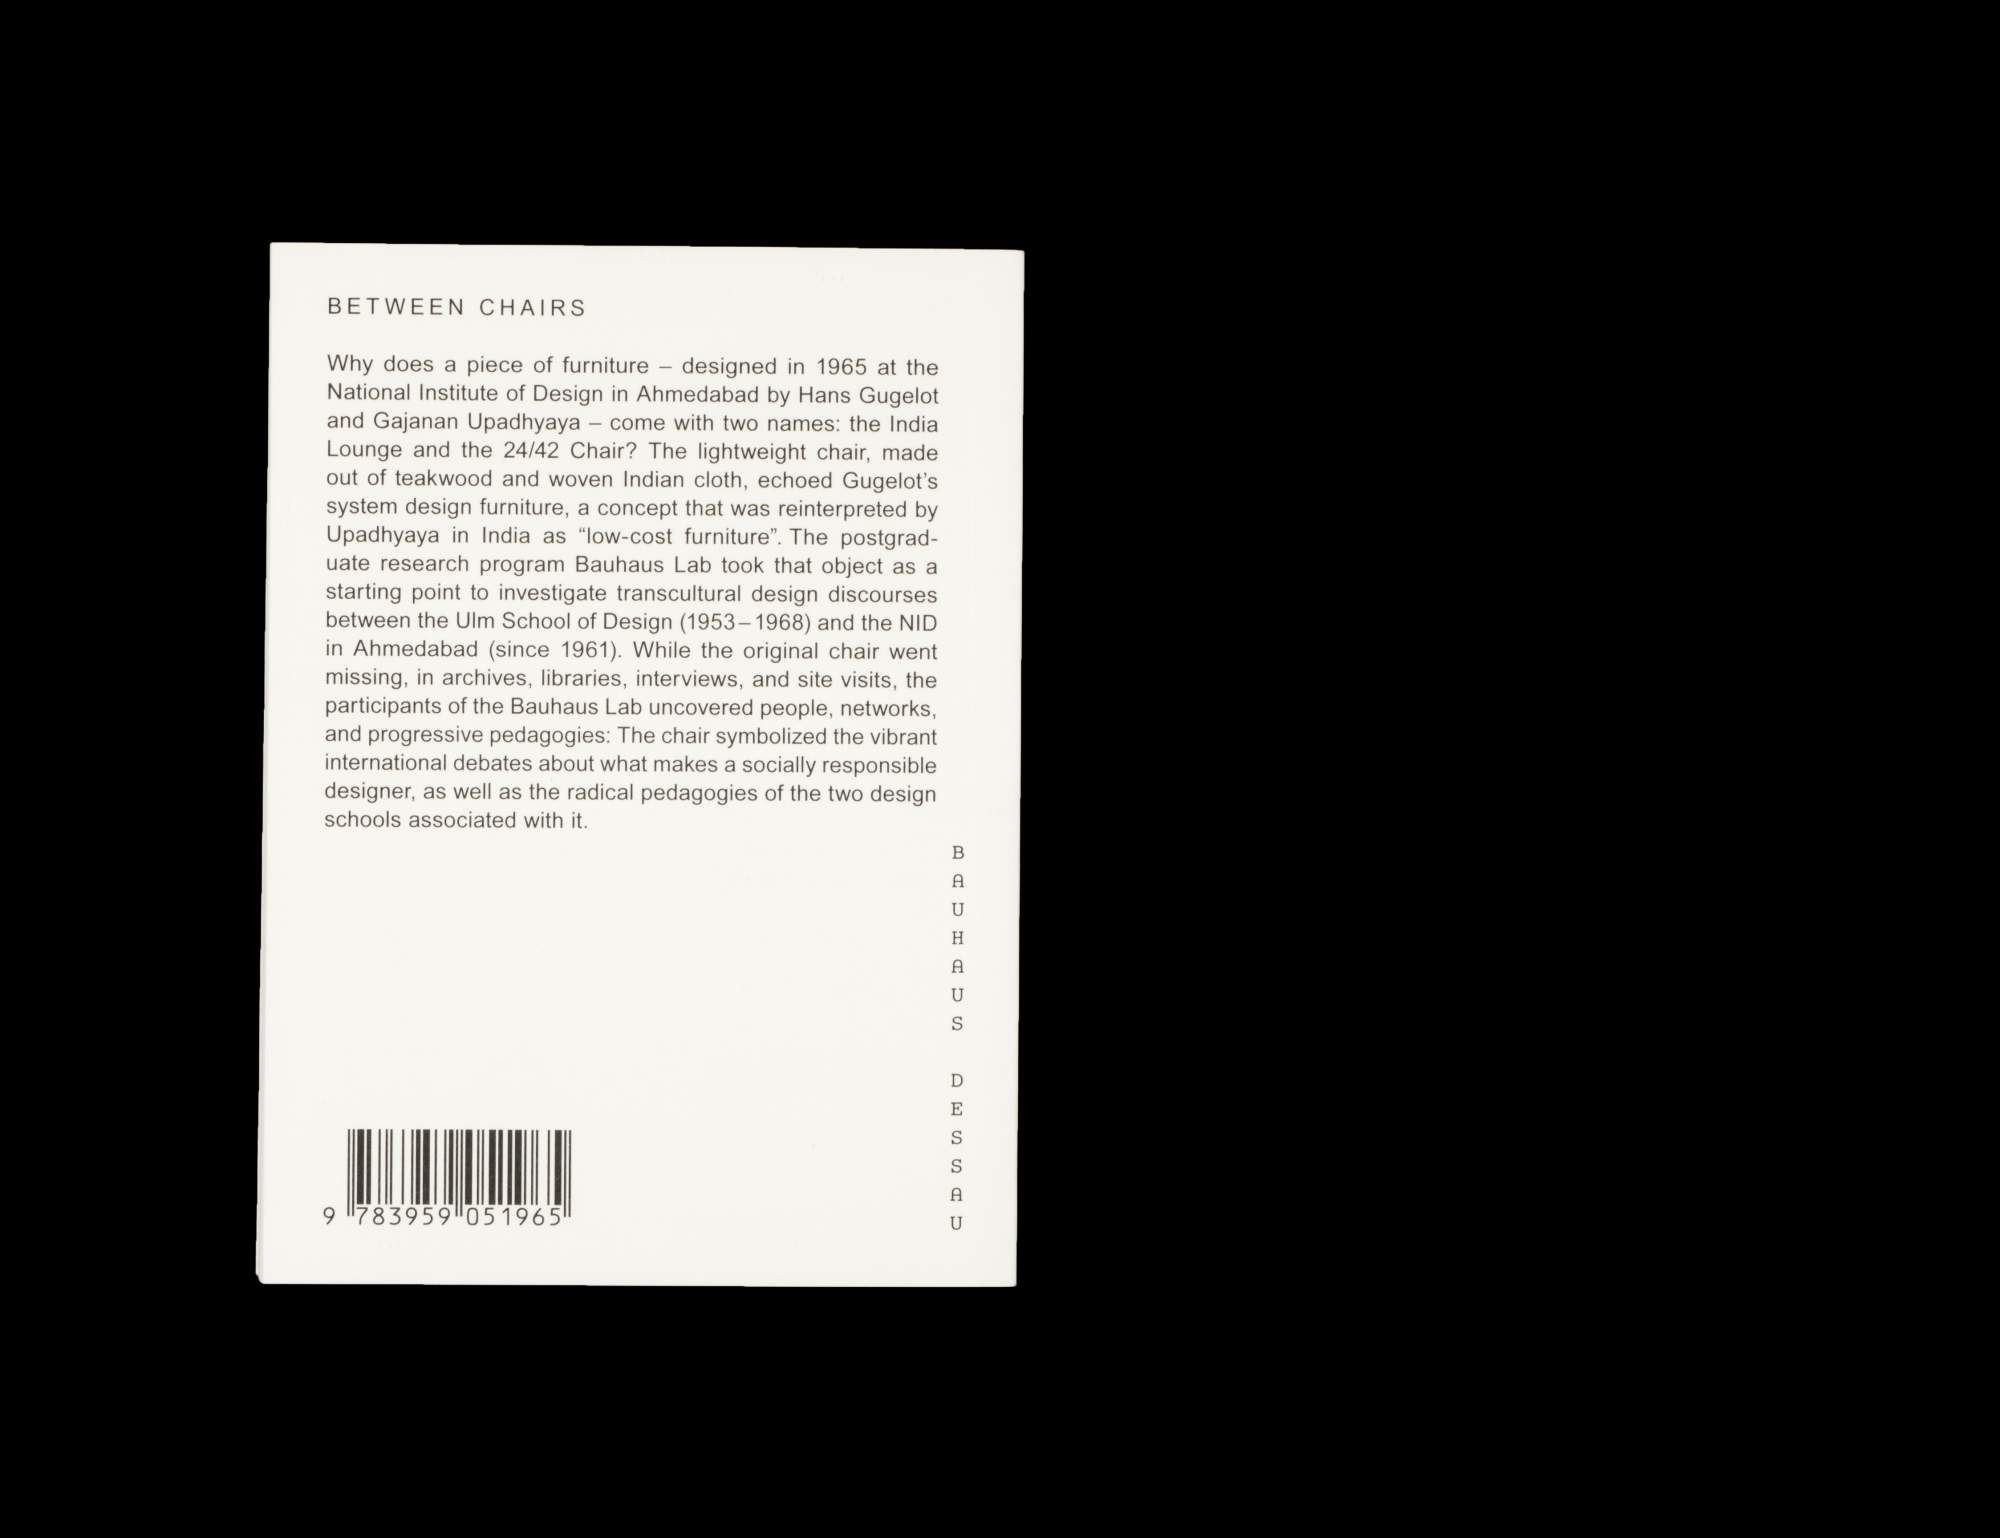 BETWEEN CHAIRS
Why does a piece of furniture – designed in 1965 at the
National Institute of Design in Ahmedabad by Hans Gugelot
and Gajanan Upadhyaya – come with two names: the India
Lounge and the 24/42 Chair? The lightweight chair, made
out of teakwood and woven Indian cloth, echoed Gugelot’s
system design furniture, a concept that was reinterpreted by
Upadhyaya in India as “low-cost furniture”. The postgrad-
uate research program Bauhaus Lab took that object as a
starting point to investigate transcultural design discourses
between the Ulm School of Design (1953–1968) and the NID
in Ahmedabad (since 1961). While the original chair went
missing, in archives, libraries, interviews, and site visits, the
participants of the Bauhaus Lab uncovered people, networks,
and progressive pedagogies: The chair symbolized the vibrant
international debates about what makes a socially responsible
designer, as well as the radical pedagogies of the two design
schools associated with it.
BAUHAUS DESSAU
9 783959 051965